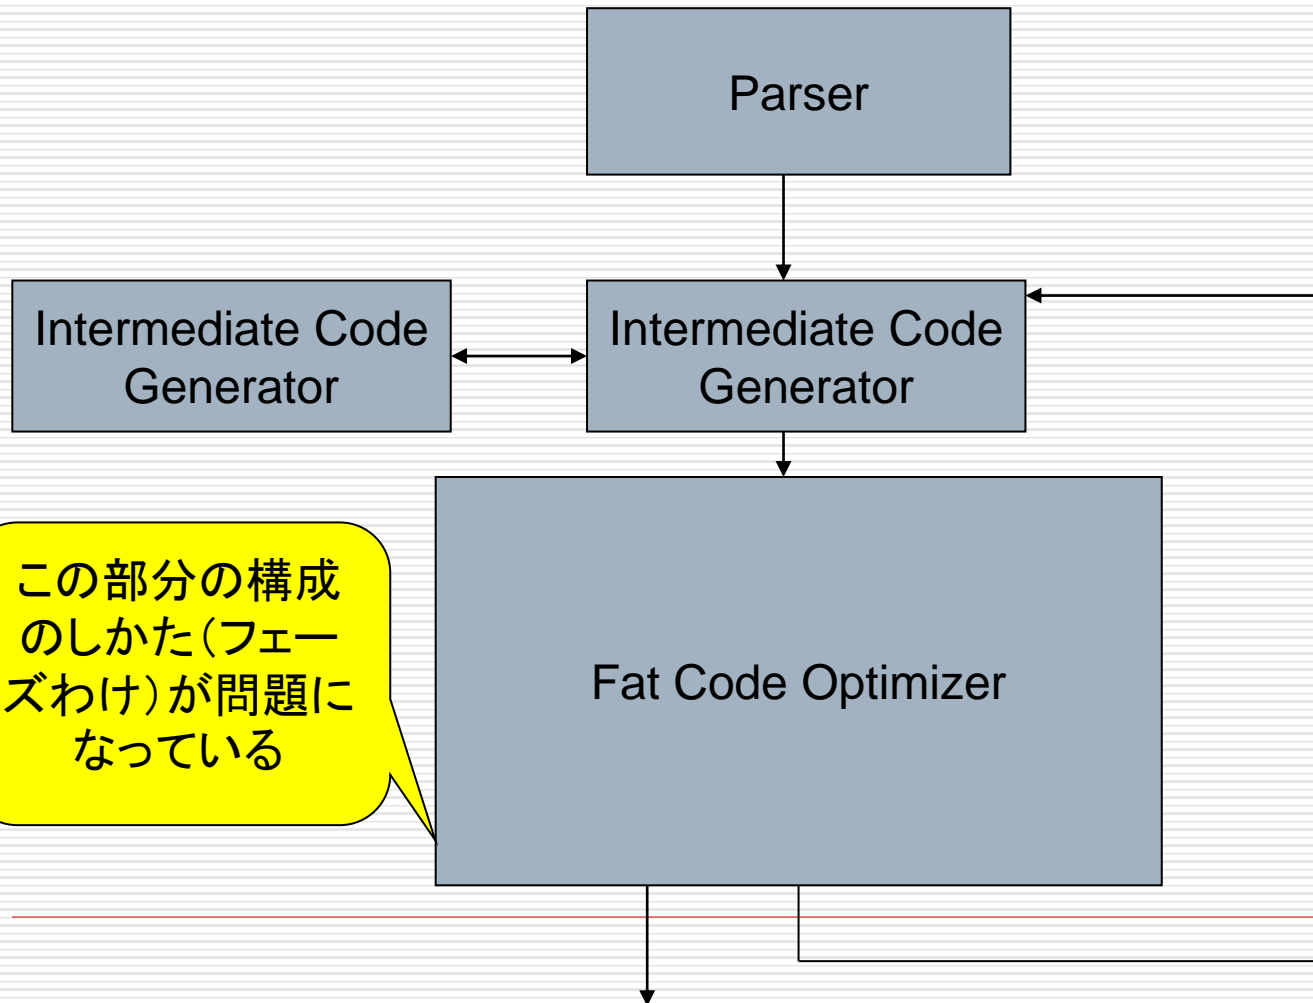 Parser
Intermediate Code
Generator
Intermediate Code
Generator
この部分の構成
のしかた（フェー
ズわけ）が問題に
なっている
Fat Code Optimizer